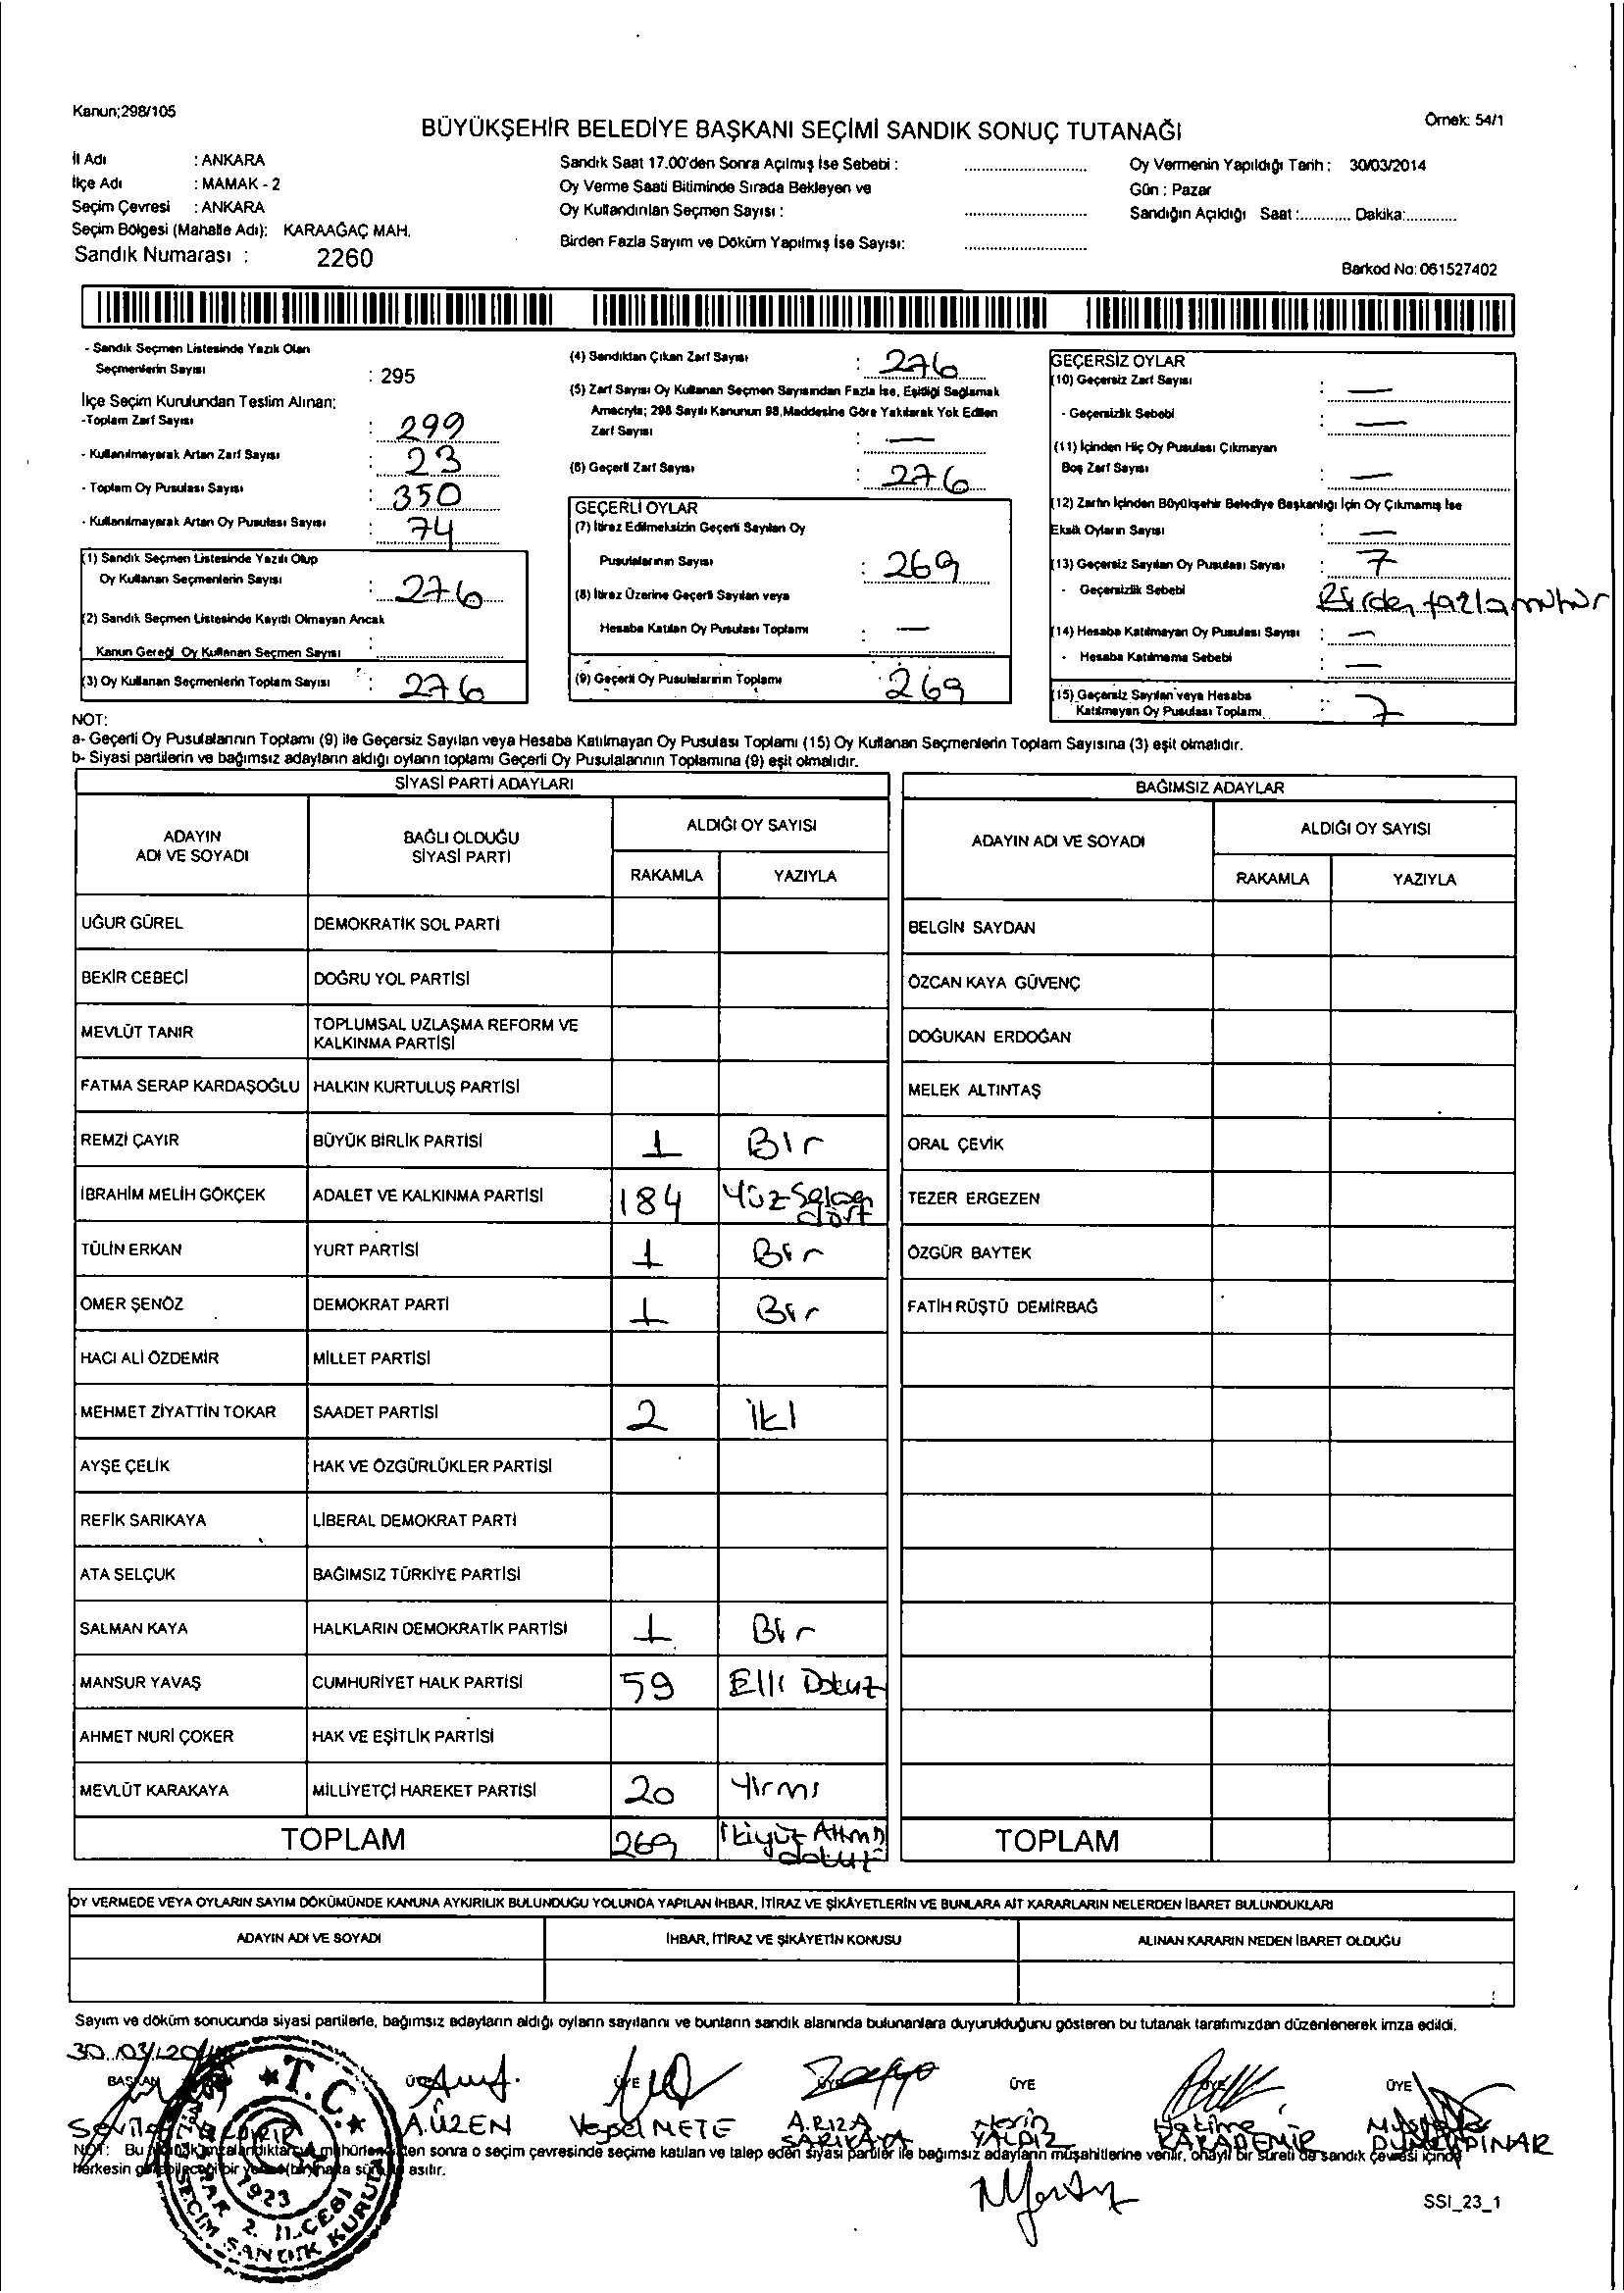 Kanun;298/105
Örnek: 54/1
BÜYÜKŞEHİR BELEDİYE BAŞKANI SEÇİMİ SANDIK SONUÇ TUTANAĞI
İl Adı : ANKARA
İlçe Adı : MAMAK - 2
Seçim Çevresi : ANKARA
Seçim Bölgesi (Mahalle Adı): KARAAĞAÇ MAH.
Sandık Numarası : 2260
Sandık Saat 17.00'den Sonra Açılmış İse Sebebi :
Oy Verme Saati Bitiminde Sırada Bekleyen ve
Oy Kullandırılan Seçmen Sayısı :
Birden Fazla Sayım ve Döküm Yapılmış İse Sayısı:
Oy Vermenin Yapıldığı Tarih : 30/03/2014
Gün : Pazar
Sandığın Açıldığı Saat :............ Dakika:............
Barkod No: 061527402
- Sandık Seçmen Listesinde Yazılı Olan
Seçmenlerin Sayısı : 295
İlçe Seçim Kurulundan Teslim Alınan:
-Toplam Zarf Sayısı : 299
- Kullanılmayarak Artan Zarf Sayısı : 23
- Toplam Oy Pusulası Sayısı : 350
- Kullanılmayarak Artan Oy Pusulası Sayısı : 74
(1) Sandık Seçmen Listesinde Yazılı Olup
Oy Kullanan Seçmenlerin Sayısı : 276
(2) Sandık Seçmen Listesinde Kayıtlı Olmayan Ancak
Kanun Gereği Oy Kullanan Seçmen Sayısı :
(3) Oy Kullanan Seçmenlerin Toplam Sayısı : 276
(4) Sandıktan Çıkan Zarf Sayısı : 276
(5) Zarf Sayısı Oy Kullanan Seçmen Sayısından Fazla İse, Eşitliği Sağlamak
Amacıyla; 298 Sayılı Kanunun 98.Maddesine Göre Yakılarak Yok Edilen
Zarf Sayısı : —
(6) Geçerli Zarf Sayısı : 276
GEÇERLİ OYLAR
(7) İtiraz Edilmeksizin Geçerli Sayılan Oy
Pusulalarının Sayısı : 269
(8) İtiraz Üzerine Geçerli Sayılan veya
Hesaba Katılan Oy Pusulası Toplamı : —
(9) Geçerli Oy Pusulalarının Toplamı : 269
GEÇERSİZ OYLAR
(10) Geçersiz Zarf Sayısı : —
- Geçersizlik Sebebi : —
(11) İçinden Hiç Oy Pusulası Çıkmayan
Boş Zarf Sayısı : —
(12) Zarfın İçinden Büyükşehir Belediye Başkanlığı İçin Oy Çıkmamış İse
Eksik Oyların Sayısı : —
(13) Geçersiz Sayılan Oy Pusulası Sayısı : 7
- Geçersizlik Sebebi Birden fazla mühür
(14) Hesaba Katılmayan Oy Pusulası Sayısı : —
- Hesaba Katılmama Sebebi : —
(15) Geçersiz Sayılan veya Hesaba
Katılmayan Oy Pusulası Toplamı : 7
NOT:
a- Geçerli Oy Pusulalarının Toplamı (9) ile Geçersiz Sayılan veya Hesaba Katılmayan Oy Pusulası Toplamı (15) Oy Kullanan Seçmenlerin Toplam Sayısına (3) eşit olmalıdır.
b- Siyasi partilerin ve bağımsız adayların aldığı oyların toplamı Geçerli Oy Pusulalarının Toplamına (9) eşit olmalıdır.
SİYASİ PARTİ ADAYLARI
ADAYIN ADI VE SOYADI BAĞLI OLDUĞU SİYASİ PARTİ ALDIĞI OY SAYISI
RAKAMLA YAZIYLA
UĞUR GÜREL DEMOKRATİK SOL PARTİ
BEKİR CEBECİ DOĞRU YOL PARTİSİ
MEVLÜT TANIR TOPLUMSAL UZLAŞMA REFORM VE KALKINMA PARTİSİ
FATMA SERAP KARDAŞOĞLU HALKIN KURTULUŞ PARTİSİ
REMZİ ÇAYIR BÜYÜK BİRLİK PARTİSİ 1 Bir
İBRAHİM MELİH GÖKÇEK ADALET VE KALKINMA PARTİSİ 184 Yüz Seksen dört
TÜLİN ERKAN YURT PARTİSİ 1 Bir
ÖMER ŞENÖZ DEMOKRAT PARTİ 1 Bir
HACI ALİ ÖZDEMİR MİLLET PARTİSİ
MEHMET ZİYATTİN TOKAR SAADET PARTİSİ 2 iki
AYŞE ÇELİK HAK VE ÖZGÜRLÜKLER PARTİSİ
REFİK SARIKAYA LİBERAL DEMOKRAT PARTİ
ATA SELÇUK BAĞIMSIZ TÜRKİYE PARTİSİ
SALMAN KAYA HALKLARIN DEMOKRATİK PARTİSİ 1 Bir
MANSUR YAVAŞ CUMHURİYET HALK PARTİSİ 59 Elli Dokuz
AHMET NURİ ÇOKER HAK VE EŞİTLİK PARTİSİ
MEVLÜT KARAKAYA MİLLİYETÇİ HAREKET PARTİSİ 20 Yirmi
TOPLAM 269 İkiyüz Altmış dokuz
BAĞIMSIZ ADAYLAR
ADAYIN ADI VE SOYADI ALDIĞI OY SAYISI
RAKAMLA YAZIYLA
BELGİN SAYDAN
ÖZCAN KAYA GÜVENÇ
DOĞUKAN ERDOĞAN
MELEK ALTINTAŞ
ORAL ÇEVİK
TEZER ERGEZEN
ÖZGÜR BAYTEK
FATİH RÜŞTÜ DEMİRBAĞ
TOPLAM
OY VERMEDE VEYA OYLARIN SAYIM DÖKÜMÜNDE KANUNA AYKIRILIK BULUNDUĞU YOLUNDA YAPILAN İHBAR, İTİRAZ VE ŞİKÂYETLERİN VE BUNLARA AİT KARARLARIN NELERDEN İBARET BULUNDUKLARI
ADAYIN ADI VE SOYADI İHBAR, İTİRAZ VE ŞİKÂYETİN KONUSU ALINAN KARARIN NEDEN İBARET OLDUĞU
Sayım ve döküm sonucunda siyasi partilerle, bağımsız adayların aldığı oyların sayılarını ve bunların sandık alanında bulunanlara duyurulduğunu gösteren bu tutanak tarafımızdan düzenlenerek imza edildi.
30.03.20
BAŞKAN ÜYE ÜYE ÜYE ÜYE ÜYE ÜYE
A.ÜZEN Veysel METE A.RIZA SARIKAYA Nerin YALDIZ Hatime KARADEMİR PINAR
NOT: Bu imzalandıktan mühürlendikten sonra o seçim çevresinde seçime katılan ve talep eden siyasi partiler ile bağımsız adayların müşahitlerine verilir, onaylı bir sureti de sandık çevresi içinde
herkesin görebileceği bir yere (bir) hafta süreyle asılır.
T.C.
1923
2. İLÇESİ
SEÇİM SANDIK KURULU
SSI_23_1